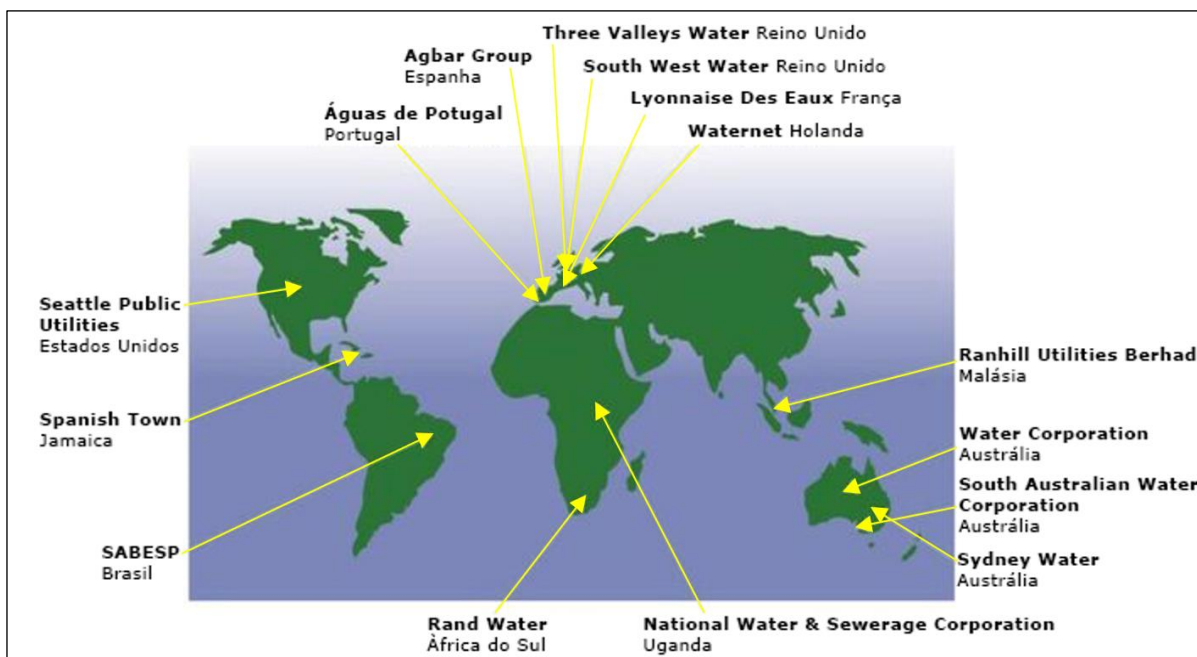 Three Valleys Water Reino Unido
Agbar Group
Espanha
South West Water Reino Unido
Lyonnaise Des Eaux França
Águas de Potugal
Portugal
Waternet Holanda
Seattle Public
Utilities
Estados Unidos
Ranhill Utilities Berhad
Malásia
Spanish Town
Jamaica
Water Corporation
Austrália
South Australian Water
Corporation
Austrália
SABESP
Brasil
Sydney Water
Austrália
Rand Water
Àfrica do Sul
National Water & Sewerage Corporation
Uganda